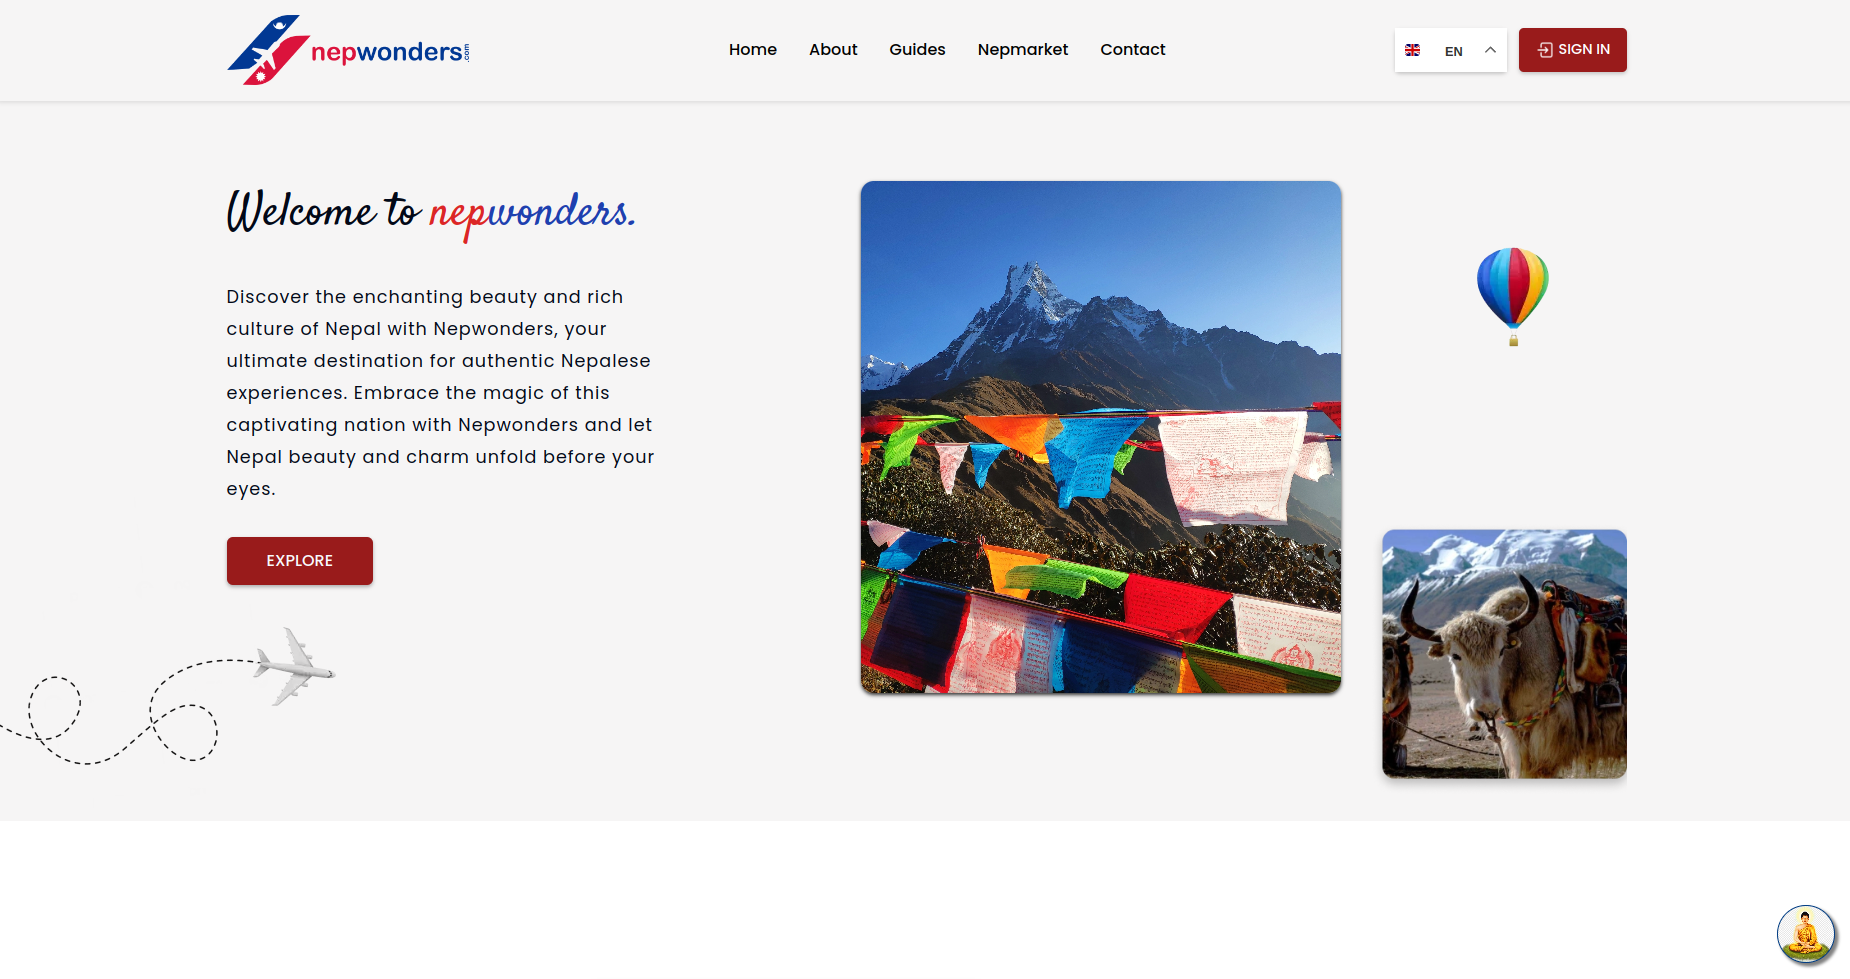 nepwonders.com
Home About Guides Nepmarket Contact
EN
SIGN IN
Welcome to nepwonders.
Discover the enchanting beauty and rich
culture of Nepal with Nepwonders, your
ultimate destination for authentic Nepalese
experiences. Embrace the magic of this
captivating nation with Nepwonders and let
Nepal beauty and charm unfold before your
eyes.
EXPLORE